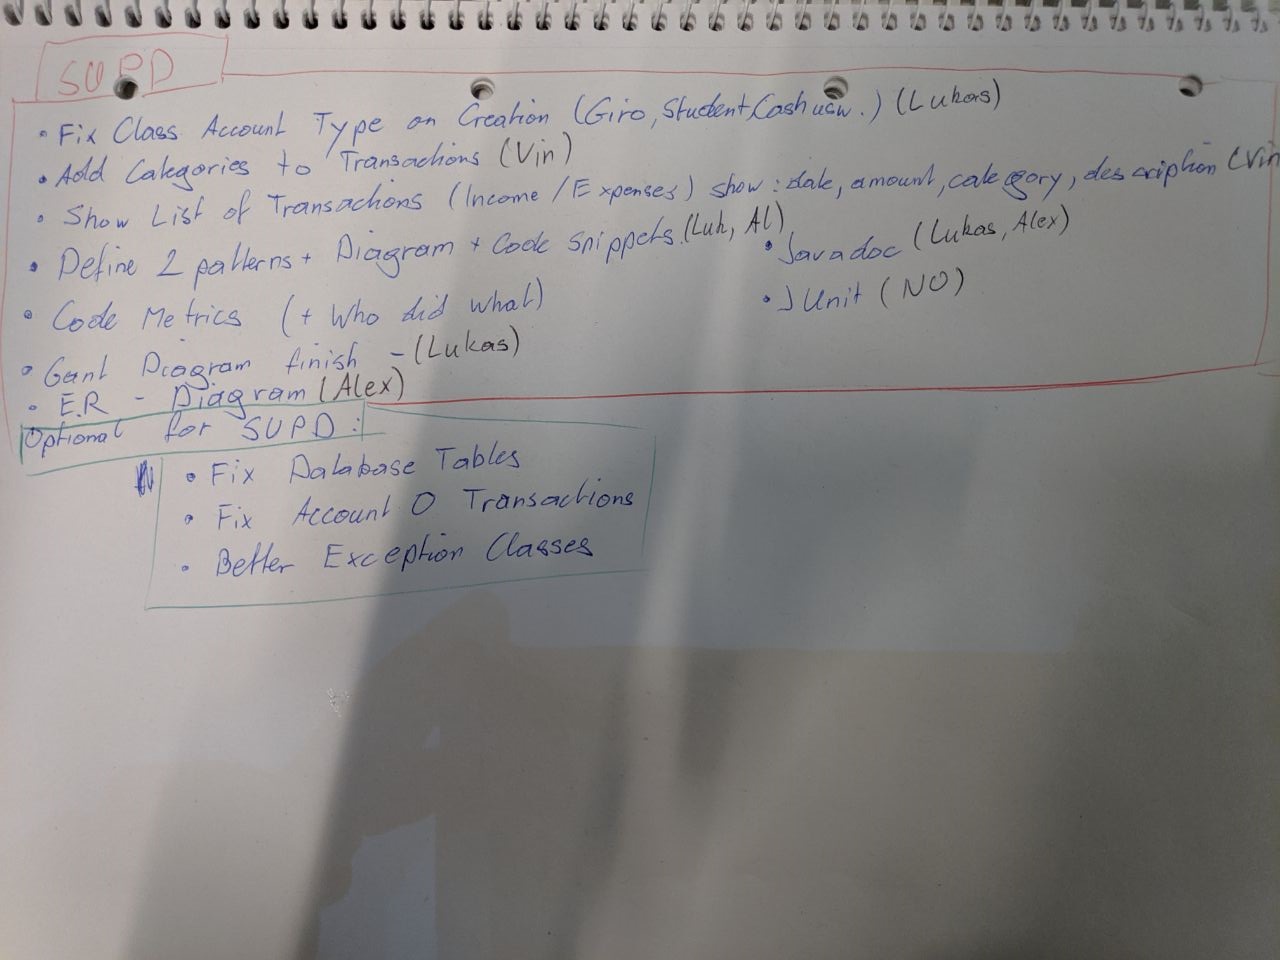 SUPD
• Fix Class Account Type on Creation (Giro, Student, Cash usw.) (Lukas)
• Add Categories to Transactions (Vin)
• Show List of Transactions (Income/Expenses) show: date, amount, category, description (Vin
• Define 2 patterns + Diagram + Code snippets. (Luk, Al)
• Javadoc (Lukas, Alex)
• Code Metrics (+ Who did what)
• JUnit (NO)
• Gant Diagram finish - (Lukas)
• E.R - Diagram (Alex)
Optional for SUPD:
• Fix Database Tables
• Fix Account 0 Transactions
• Better Exception Classes